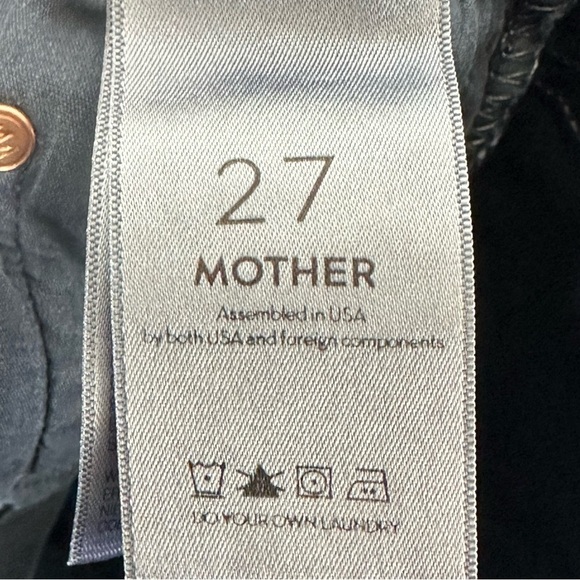 27
MOTHER
Assembled in USA
by both USA and foreign components
DO YOUR OWN LAUNDRY